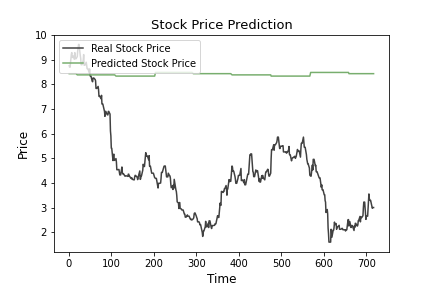 Stock Price Prediction
Real Stock Price
Predicted Stock Price
Price
10
9
8
7
6
5
4
3
2
0 100 200 300 400 500 600 700
Time